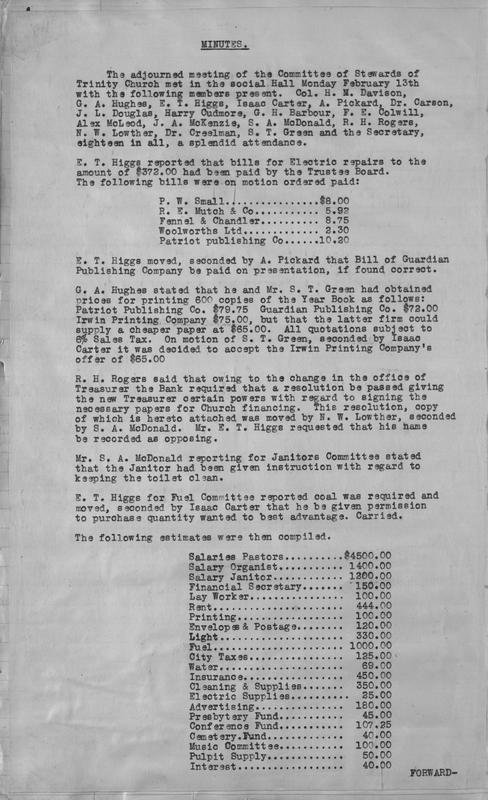 MINUTES.
The adjourned meeting of the Committee of Stewards of
Trinity Church met in the social Hall Monday February 13th
with the following members present. Col. H. M. Davison,
G. A. Hughes, E. T. Higgs, Isaac Carter, A. Pickard, Dr. Carson,
J. L. Douglas, Harry Cudmore, G. H. Barbour, F. E. Colwill,
Alex McLeod, J. A. McKenzie, S. A. McDonald, R. H. Rogers,
N. W. Lowther, Dr. Creelman, S. T. Green and the Secretary,
eighteen in all, a splendid attendance.
E. T. Higgs reported that bills for Electric repairs to the
amount of $372.00 had been paid by the Trustee Board.
The following bills were on motion ordered paid:
P. W. Small................$8.00
R. E. Mutch & Co........... 5.92
Fennel & Chandler.......... 8.75
Woolworths Ltd............. 2.30
Patriot publishing Co......10.20
E. T. Higgs moved, seconded by A. Pickard that Bill of Guardian
Publishing Company be paid on presentation, if found correct.
G. A. Hughes stated that he and Mr. S. T. Green had obtained
prices for printing 600 copies of the Year Book as follows:
Patriot Publishing Co. $79.75 Guardian Publishing Co. $72.00
Irwin Printing Company $75.00, but that the latter firm could
supply a cheaper paper at $65.00. All quotations subject to
6% Sales Tax. On motion of S. T. Green, seconded by Isaac
Carter it was decided to accept the Irwin Printing Company's
offer of $65.00
R. H. Rogers said that owing to the change in the office of
Treasurer the Bank required that a resolution be passed giving
the new Treasurer certain powers with regard to signing the
necessary papers for Church financing. This resolution, copy
of which is hereto attached was moved by N. W. Lowther, seconded
by S. A. McDonald. Mr. E. T. Higgs requested that his name
be recorded as opposing.
Mr. S. A. McDonald reporting for Janitors Committee stated
that the Janitor had been given instruction with regard to
keeping the toilet clean.
E. T. Higgs for Fuel Committee reported coal was required and
moved, seconded by Isaac Carter that he be given permission
to purchase quantity wanted to best advantage. Carried.
The following estimates were then compiled.
Salaries Pastors..........$4500.00
Salary Organist........... 1400.00
Salary Janitor............ 1200.00
Financial Secretary....... 150.00
Lay Worker................ 100.00
Rent...................... 444.00
Printing.................. 100.00
Envelopes & Postage....... 120.00
Light..................... 330.00
Fuel...................... 1000.00
City Taxes................ 125.00
Water..................... 69.00
Insurance................. 450.00
Cleaning & Supplies....... 350.00
Electric Supplies......... 25.00
Advertising............... 180.00
Presbytery Fund........... 45.00
Conference Fund........... 107.25
Cemetery.Fund............. 40.00
Music Committee........... 100.00
Pulpit Supply............. 50.00
Interest.................. 40.00
FORWARD-